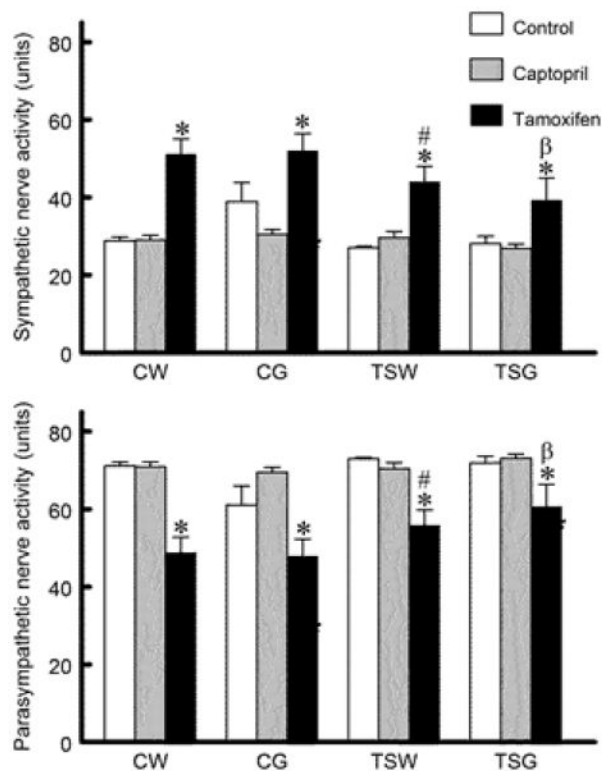 Sympathetic nerve activity (units)
80
60
40
20
0
Control
Captopril
Tamoxifen
*
*
#
*
β
*
CW
CG
TSW
TSG
Parasympathetic nerve activity (units)
80
60
40
20
0
*
*
#
*
β
*
CW
CG
TSW
TSG